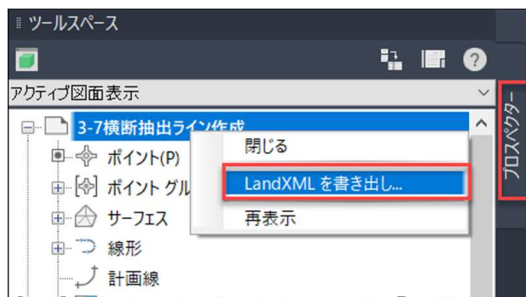 ツールスペース
アクティブ図面表示
3-7横断抽出ライン作成
ポイント(P)
ポイント グル
サーフェス
線形
計画線
閉じる
LandXML を書き出し...
再表示
プロスペクター